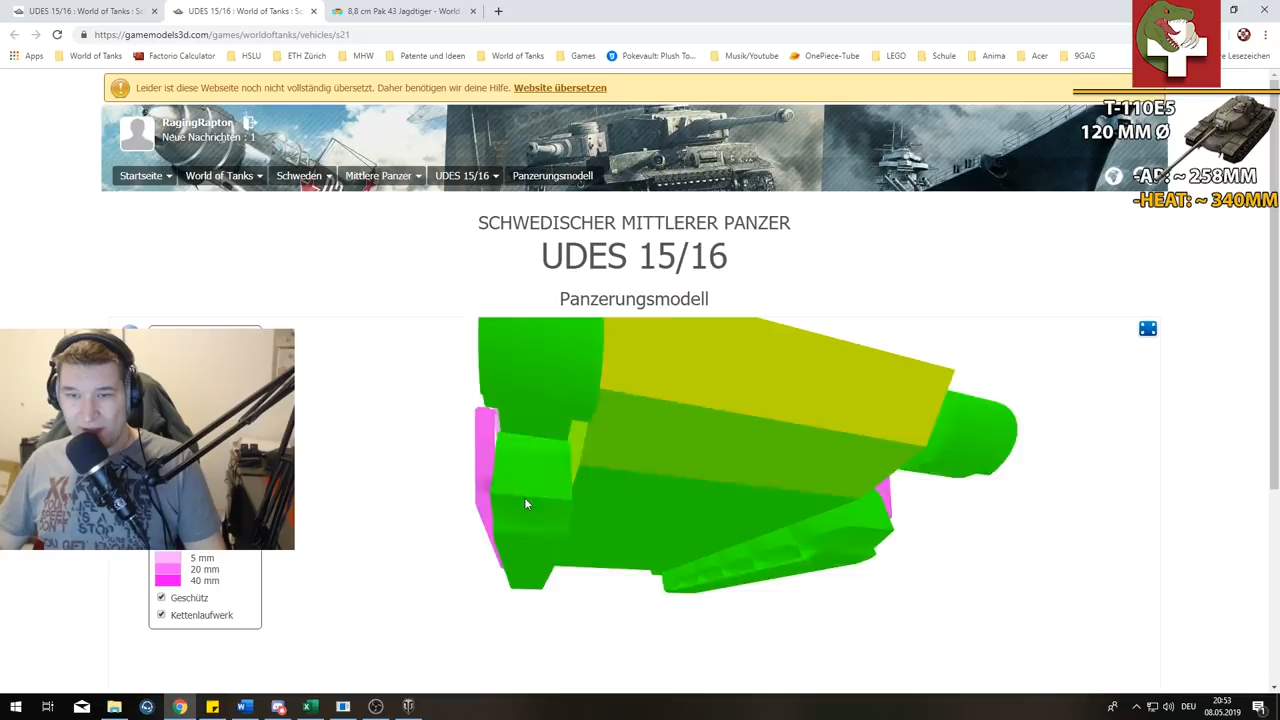 UDES 15/16 : World of Tanks : Sc
UDES 15/16 : World of Tanks : Sc
8,8 cm Pak 43 Jagdtiger - World
https://gamemodels3d.com/games/worldoftanks/vehicles/s21
Apps World of Tanks Factorio Calculator HSLU ETH Zürich MHW Patente und Ideen World of Tanks Games Pokevault: Plush To... Musik/Youtube OnePiece-Tube LEGO Schule Anima Acer 9GAG re Lesezeichen
Leider ist diese Webseite noch nicht vollständig übersetzt. Daher benötigen wir deine Hilfe. Website übersetzen
RagingRaptor
Neue Nachrichten : 1
Startseite World of Tanks Schweden Mittlere Panzer UDES 15/16 Panzerungsmodell
T-110E5
120 MM Ø
-AP: ~ 258MM
-HEAT: ~ 340MM
SCHWEDISCHER MITTLERER PANZER
UDES 15/16
Panzerungsmodell
XL
5 mm
20 mm
40 mm
Geschütz
Kettenlaufwerk
DEU
20:53
08.05.2019